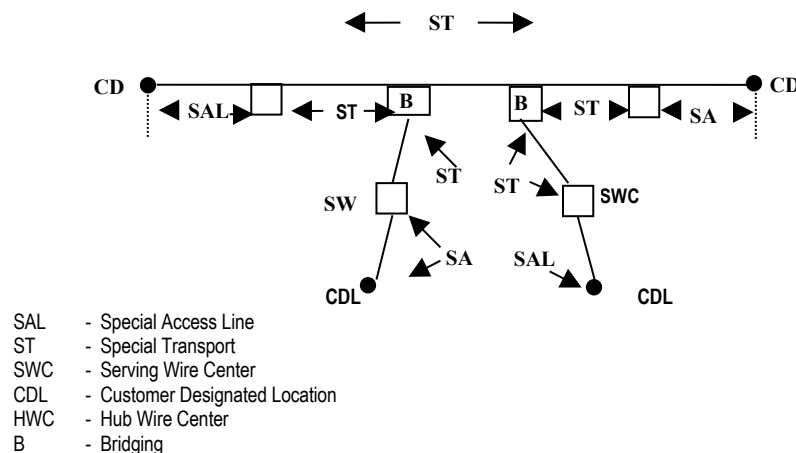 ST
CD
CD
SAL
ST
B
B
ST
SA
ST
ST
SW
SWC
SA
SAL
CDL
CDL
SAL - Special Access Line
ST - Special Transport
SWC - Serving Wire Center
CDL - Customer Designated Location
HWC - Hub Wire Center
B - Bridging